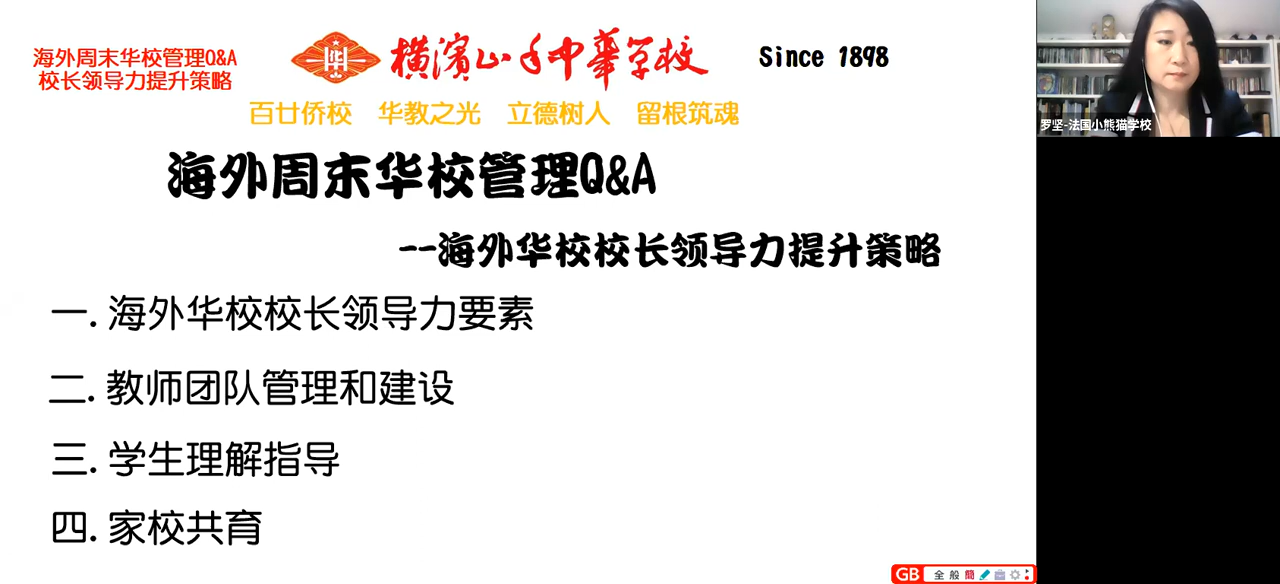 海外周末华校管理Q&A
校长领导力提升策略
華
横濱山手中華学校
Since 1898
百廿侨校 华教之光 立德树人 留根筑魂
海外周末华校管理Q&A
--海外华校校长领导力提升策略
一. 海外华校校长领导力要素
二. 教师团队管理和建设
三. 学生理解指导
四. 家校共育
罗坚-法国小熊猫学校
GB 全 般 簡